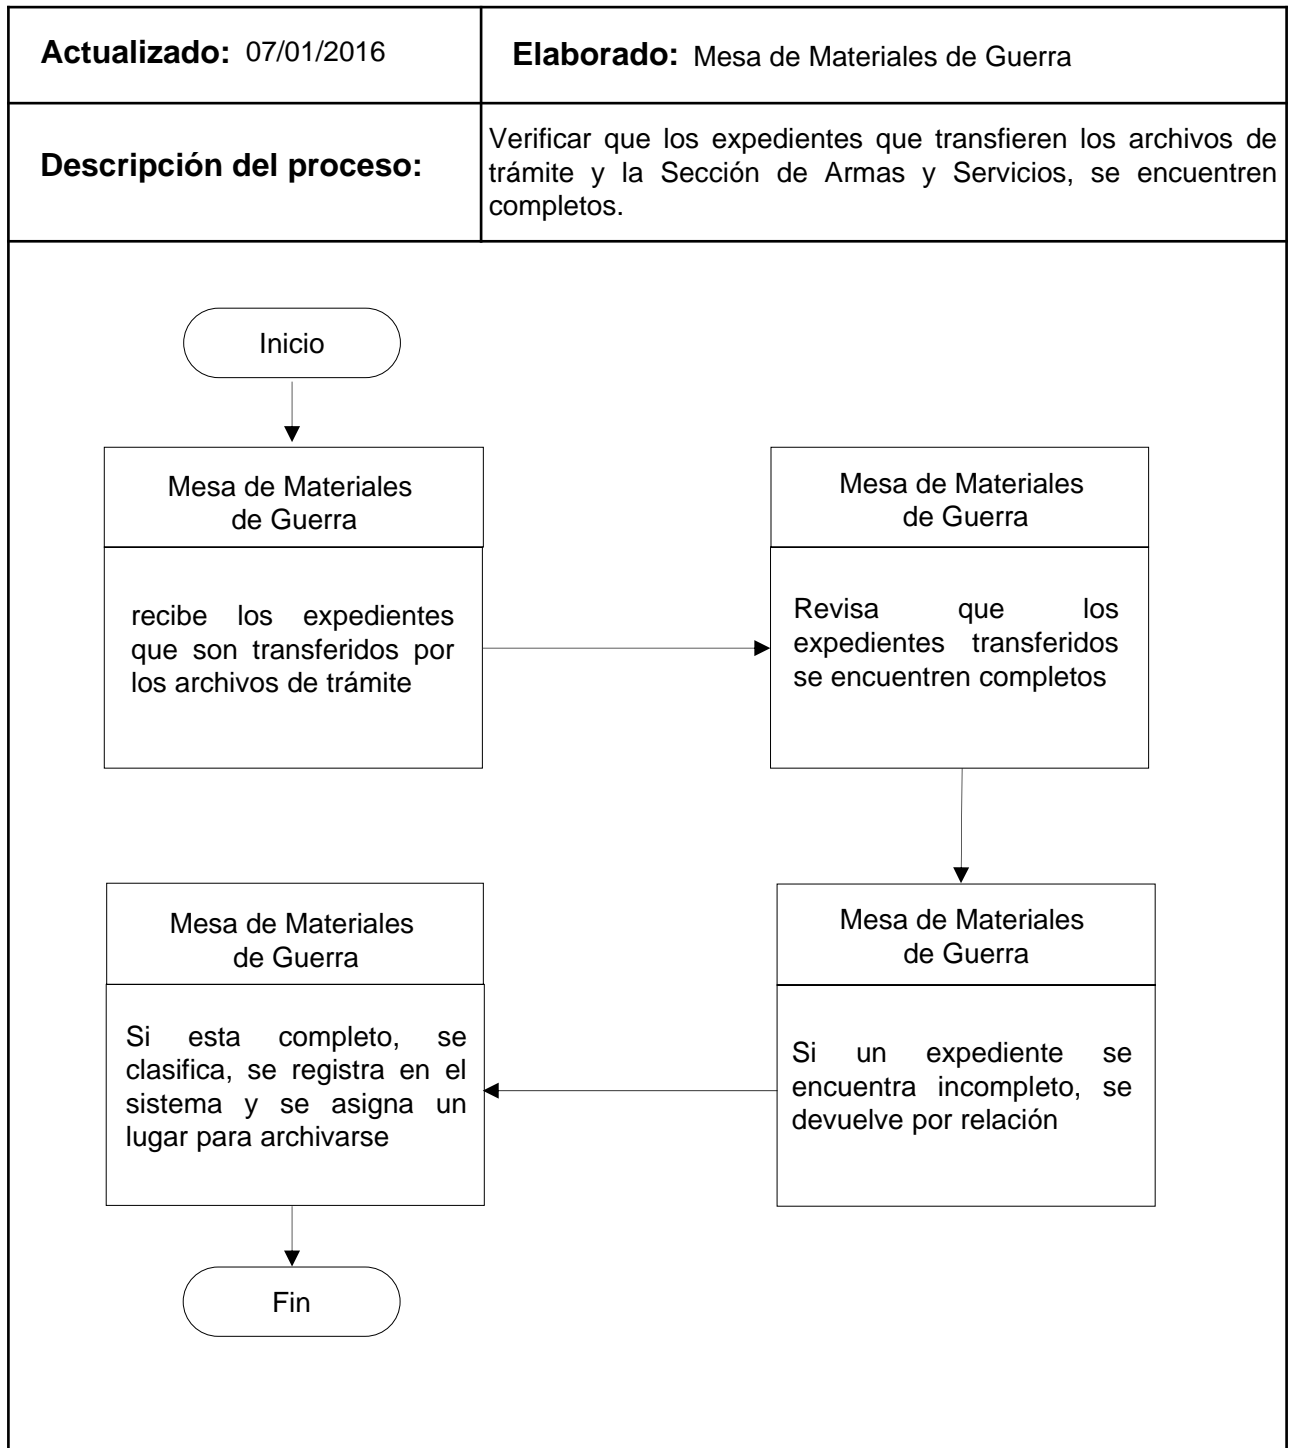 Actualizado: 07/01/2016
Elaborado: Mesa de Materiales de Guerra
Descripción del proceso:
Verificar que los expedientes que transfieren los archivos de
trámite y la Sección de Armas y Servicios, se encuentren
completos.
Inicio
Mesa de Materiales
de Guerra
recibe los expedientes
que son transferidos por
los archivos de trámite
Mesa de Materiales
de Guerra
Revisa que los
expedientes transferidos
se encuentren completos
Mesa de Materiales
de Guerra
Si un expediente se
encuentra incompleto, se
devuelve por relación
Mesa de Materiales
de Guerra
Si esta completo, se
clasifica, se registra en el
sistema y se asigna un
lugar para archivarse
Fin